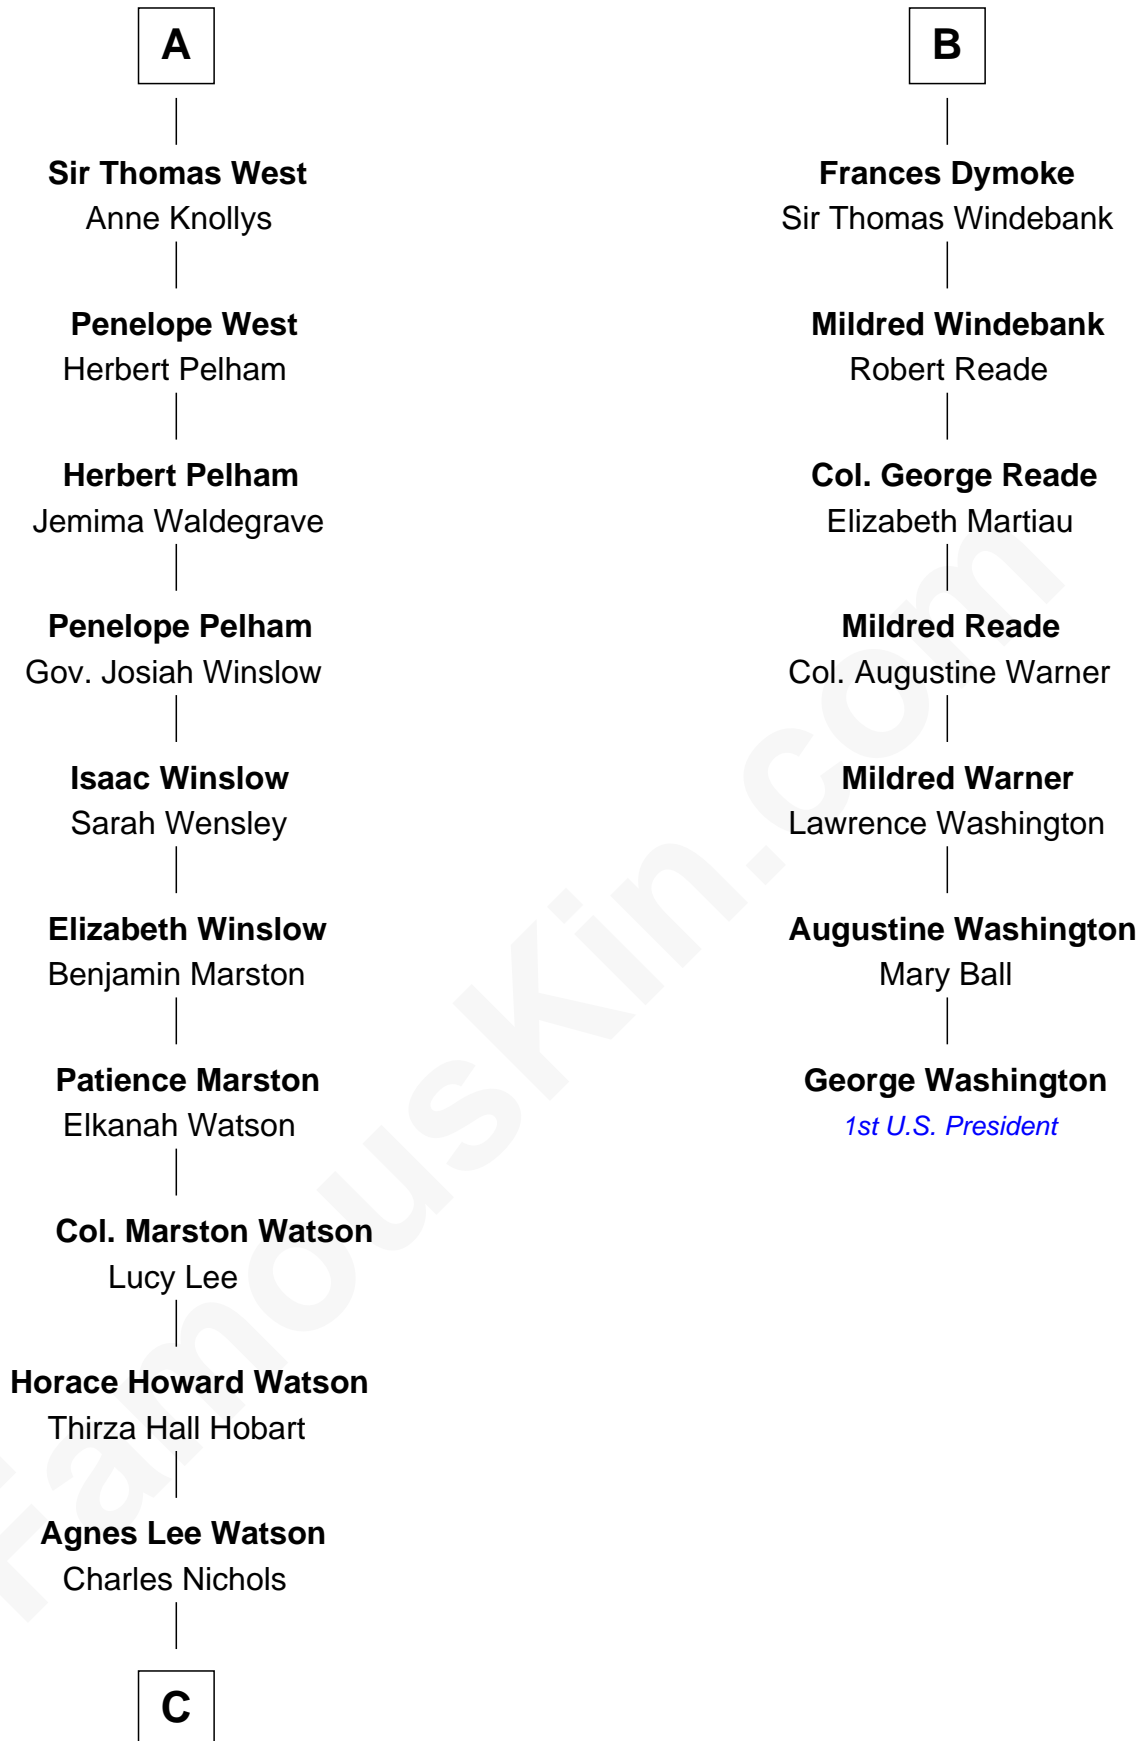 A
Sir Thomas West
Anne Knollys
Penelope West
Herbert Pelham
Herbert Pelham
Jemima Waldegrave
Penelope Pelham
Gov. Josiah Winslow
Isaac Winslow
Sarah Wensley
Elizabeth Winslow
Benjamin Marston
Patience Marston
Elkanah Watson
Col. Marston Watson
Lucy Lee
Horace Howard Watson
Thirza Hall Hobart
Agnes Lee Watson
Charles Nichols
C
B
Frances Dymoke
Sir Thomas Windebank
Mildred Windebank
Robert Reade
Col. George Reade
Elizabeth Martiau
Mildred Reade
Col. Augustine Warner
Mildred Warner
Lawrence Washington
Augustine Washington
Mary Ball
George Washington
1st U.S. President
FamousKin.com